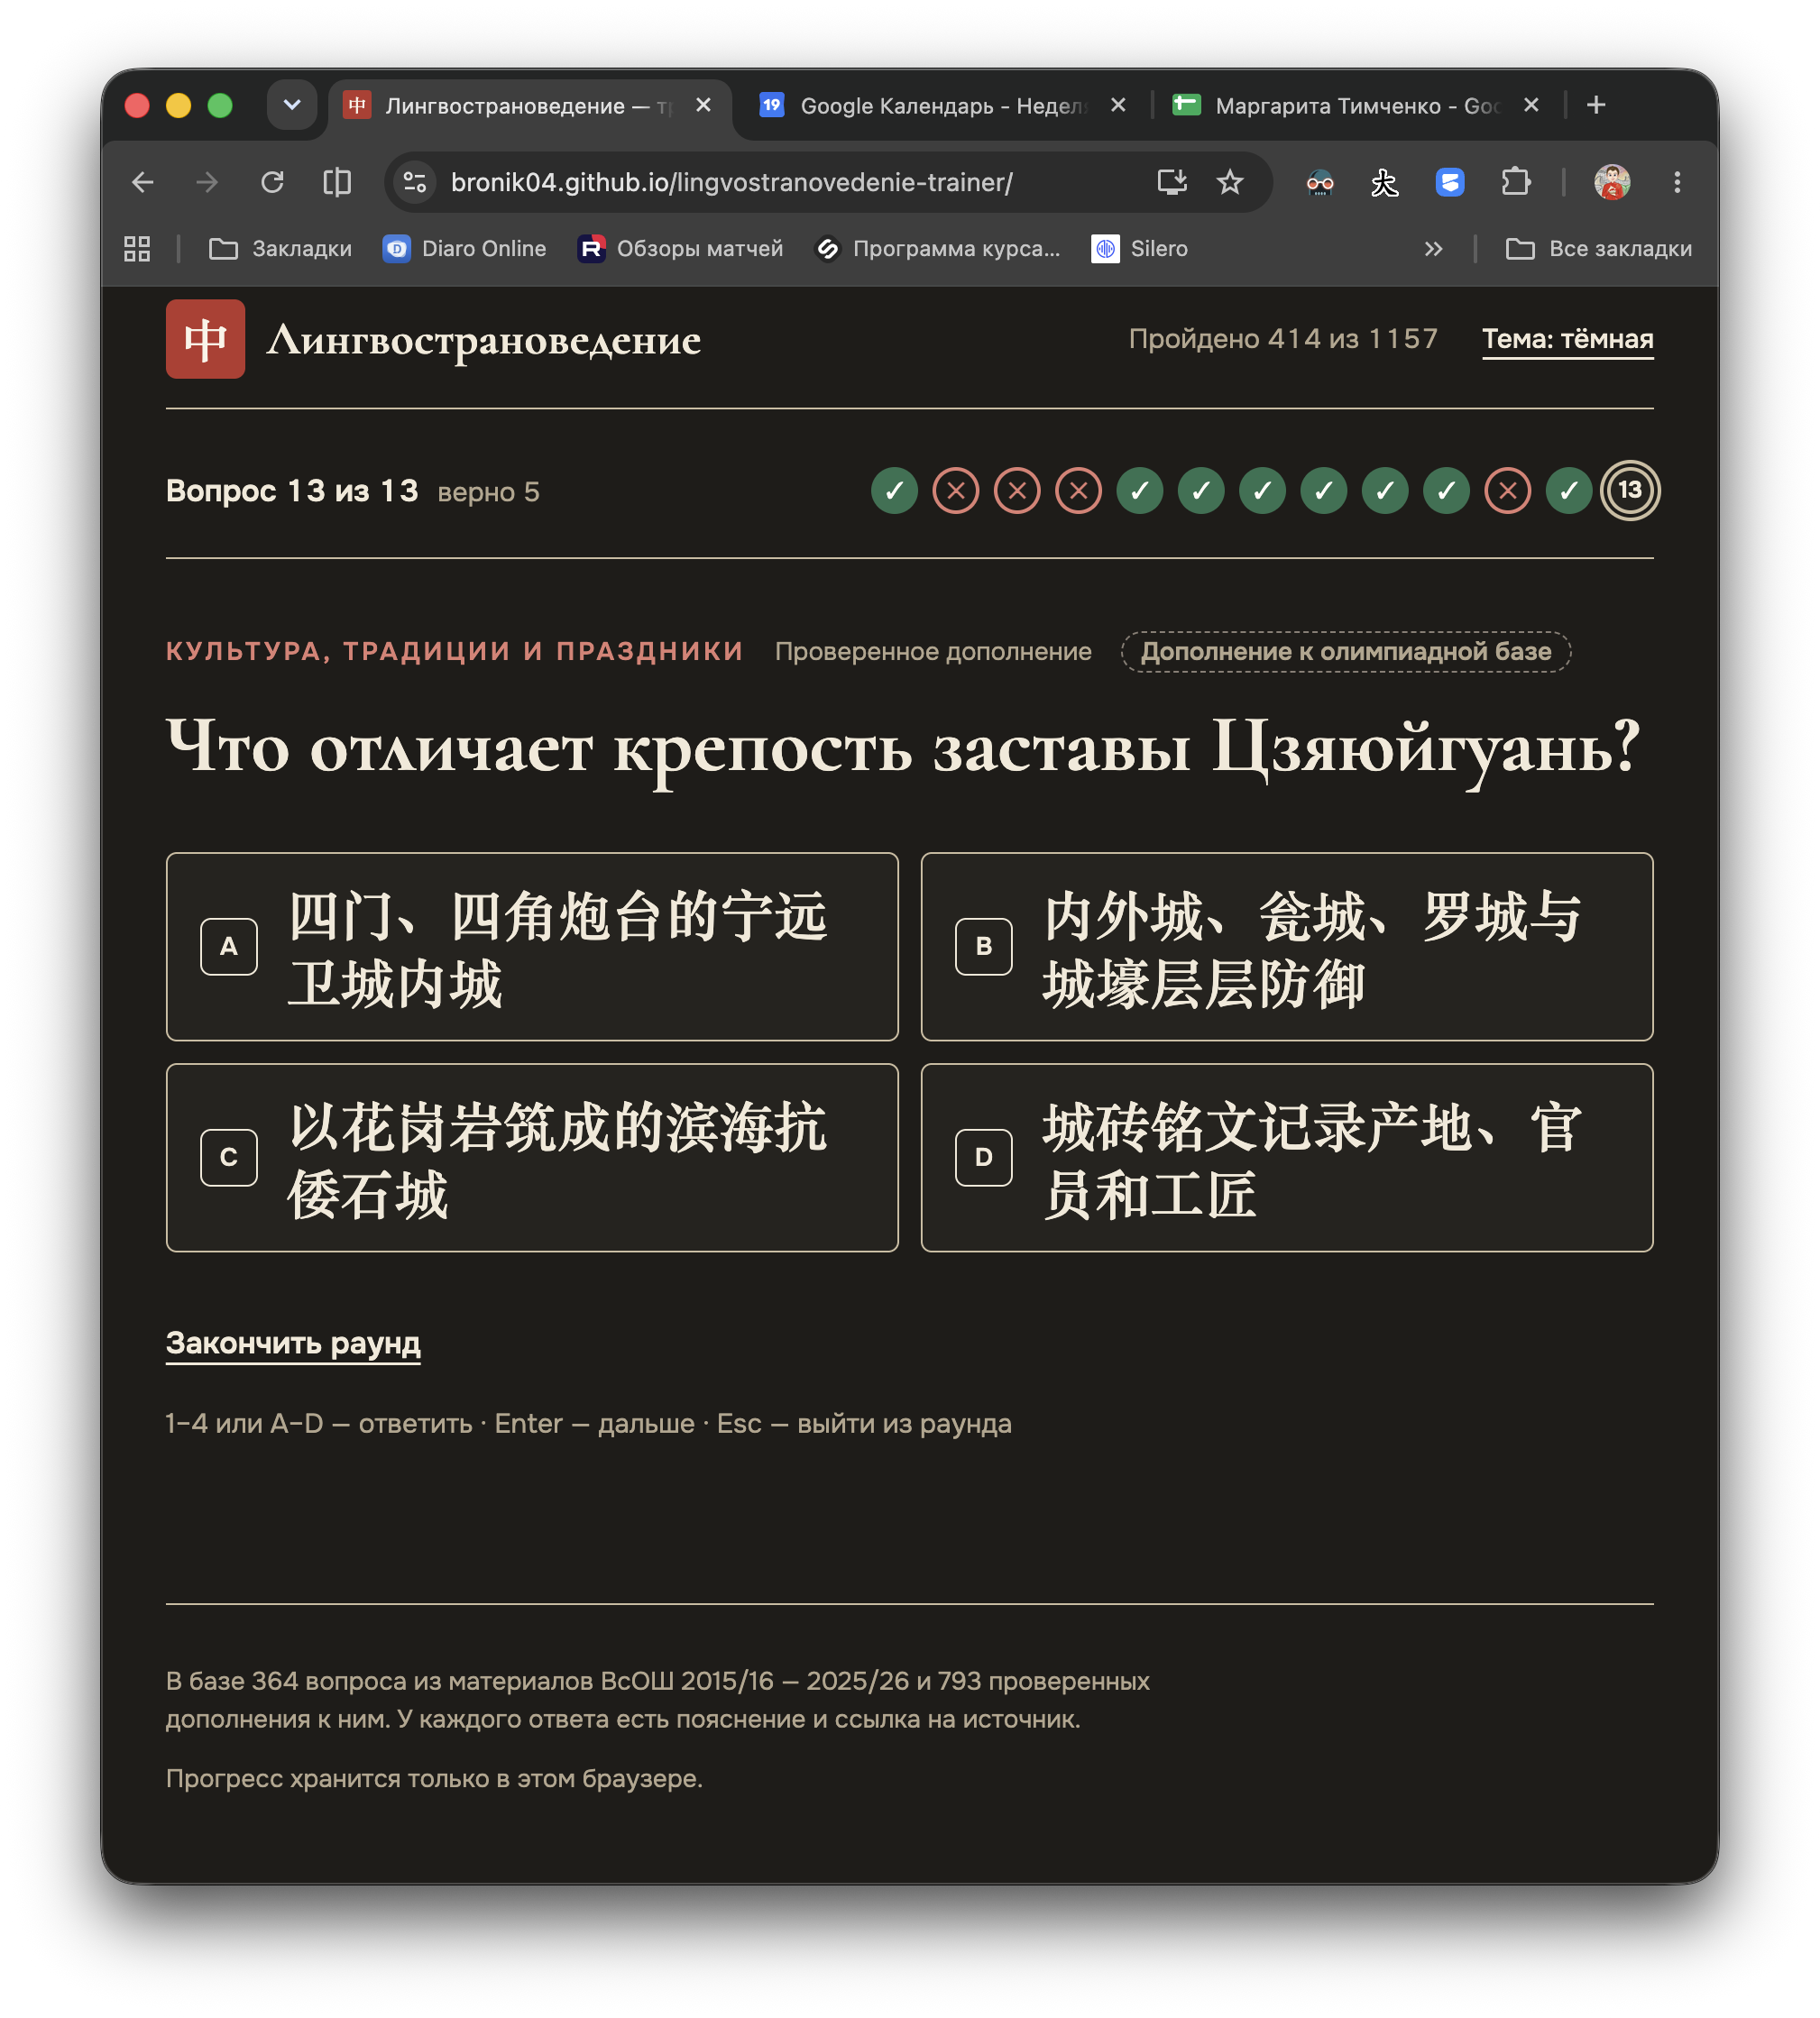 Лингвострановедение — т
Google Календарь - Недел
Маргарита Тимченко - Goo
bronik04.github.io/lingvostranovedenie-trainer/
Закладки
Diaro Online
Обзоры матчей
Программа курса...
Silero
Все закладки
中 Лингвострановедение
Пройдено 414 из 1157
Тема: тёмная
Вопрос 13 из 13 верно 5
13
КУЛЬТУРА, ТРАДИЦИИ И ПРАЗДНИКИ Проверенное дополнение Дополнение к олимпиадной базе
Что отличает крепость заставы Цзяюйгуань?
A 四门、四角炮台的宁远
卫城内城
B 内外城、瓮城、罗城与
城壕层层防御
C 以花岗岩筑成的滨海抗
倭石城
D 城砖铭文记录产地、官
员和工匠
Закончить раунд
1–4 или A–D — ответить · Enter — дальше · Esc — выйти из раунда
В базе 364 вопроса из материалов ВсОШ 2015/16 — 2025/26 и 793 проверенных
дополнения к ним. У каждого ответа есть пояснение и ссылка на источник.
Прогресс хранится только в этом браузере.